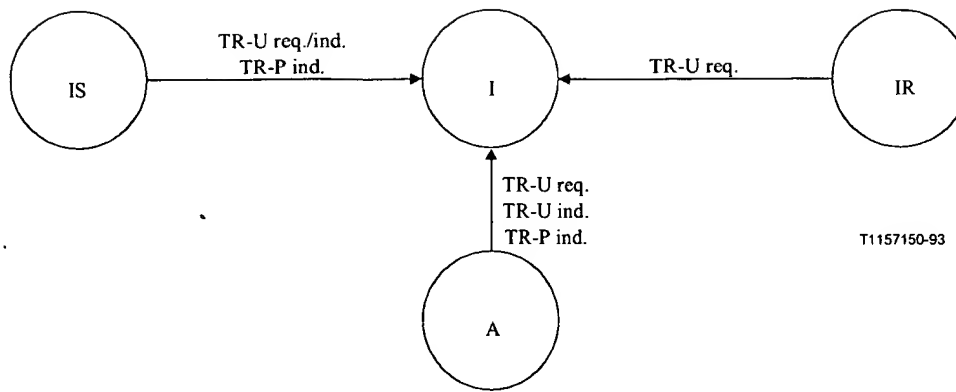 TR-U req./ind.
TR-P ind.
IS
I
TR-U req.
IR
TR-U req.
TR-U ind.
TR-P ind.
T1157150-93
A